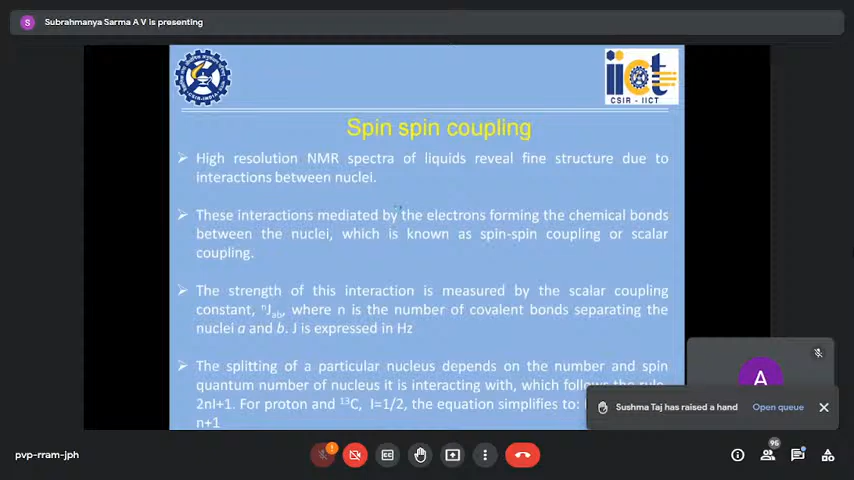 S Subrahmanya Sarma A V is presenting
CSIR-INDIA
iict
CSIR - IICT
Spin spin coupling
➢ High resolution NMR spectra of liquids reveal fine structure due to
interactions between nuclei.
➢ These interactions mediated by the electrons forming the chemical bonds
between the nuclei, which is known as spin-spin coupling or scalar
coupling.
➢ The strength of this interaction is measured by the scalar coupling
constant, ⁿJab, where n is the number of covalent bonds separating the
nuclei a and b. J is expressed in Hz
➢ The splitting of a particular nucleus depends on the number and spin
quantum number of nucleus it is interacting with, which follows the rule
2nI+1. For proton and ¹³C, I=1/2, the equation simplifies to:
n+1
A
Sushma Taj has raised a hand Open queue
pvp-rram-jph
CC
95